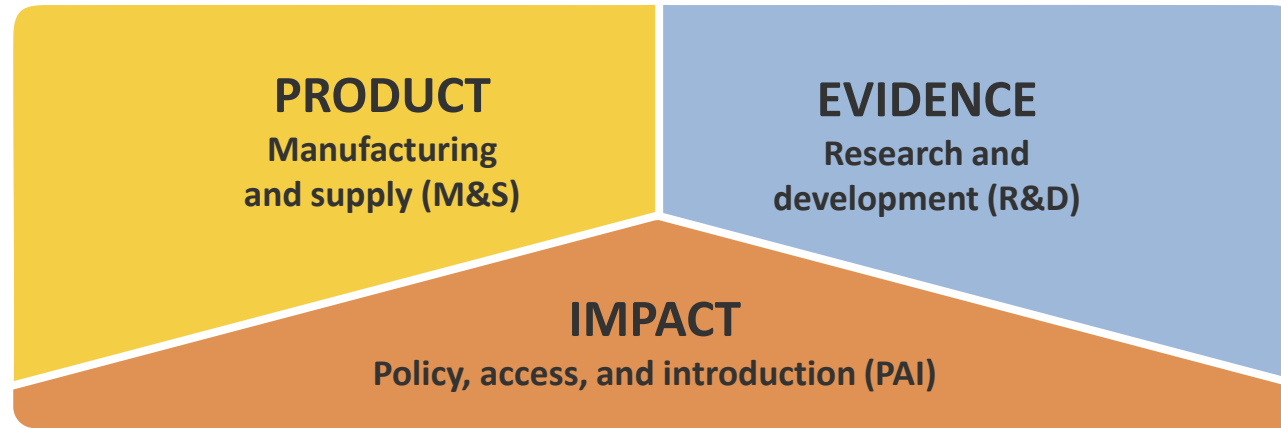 PRODUCT
Manufacturing
and supply (M&S)
EVIDENCE
Research and
development (R&D)
IMPACT
Policy, access, and introduction (PAI)